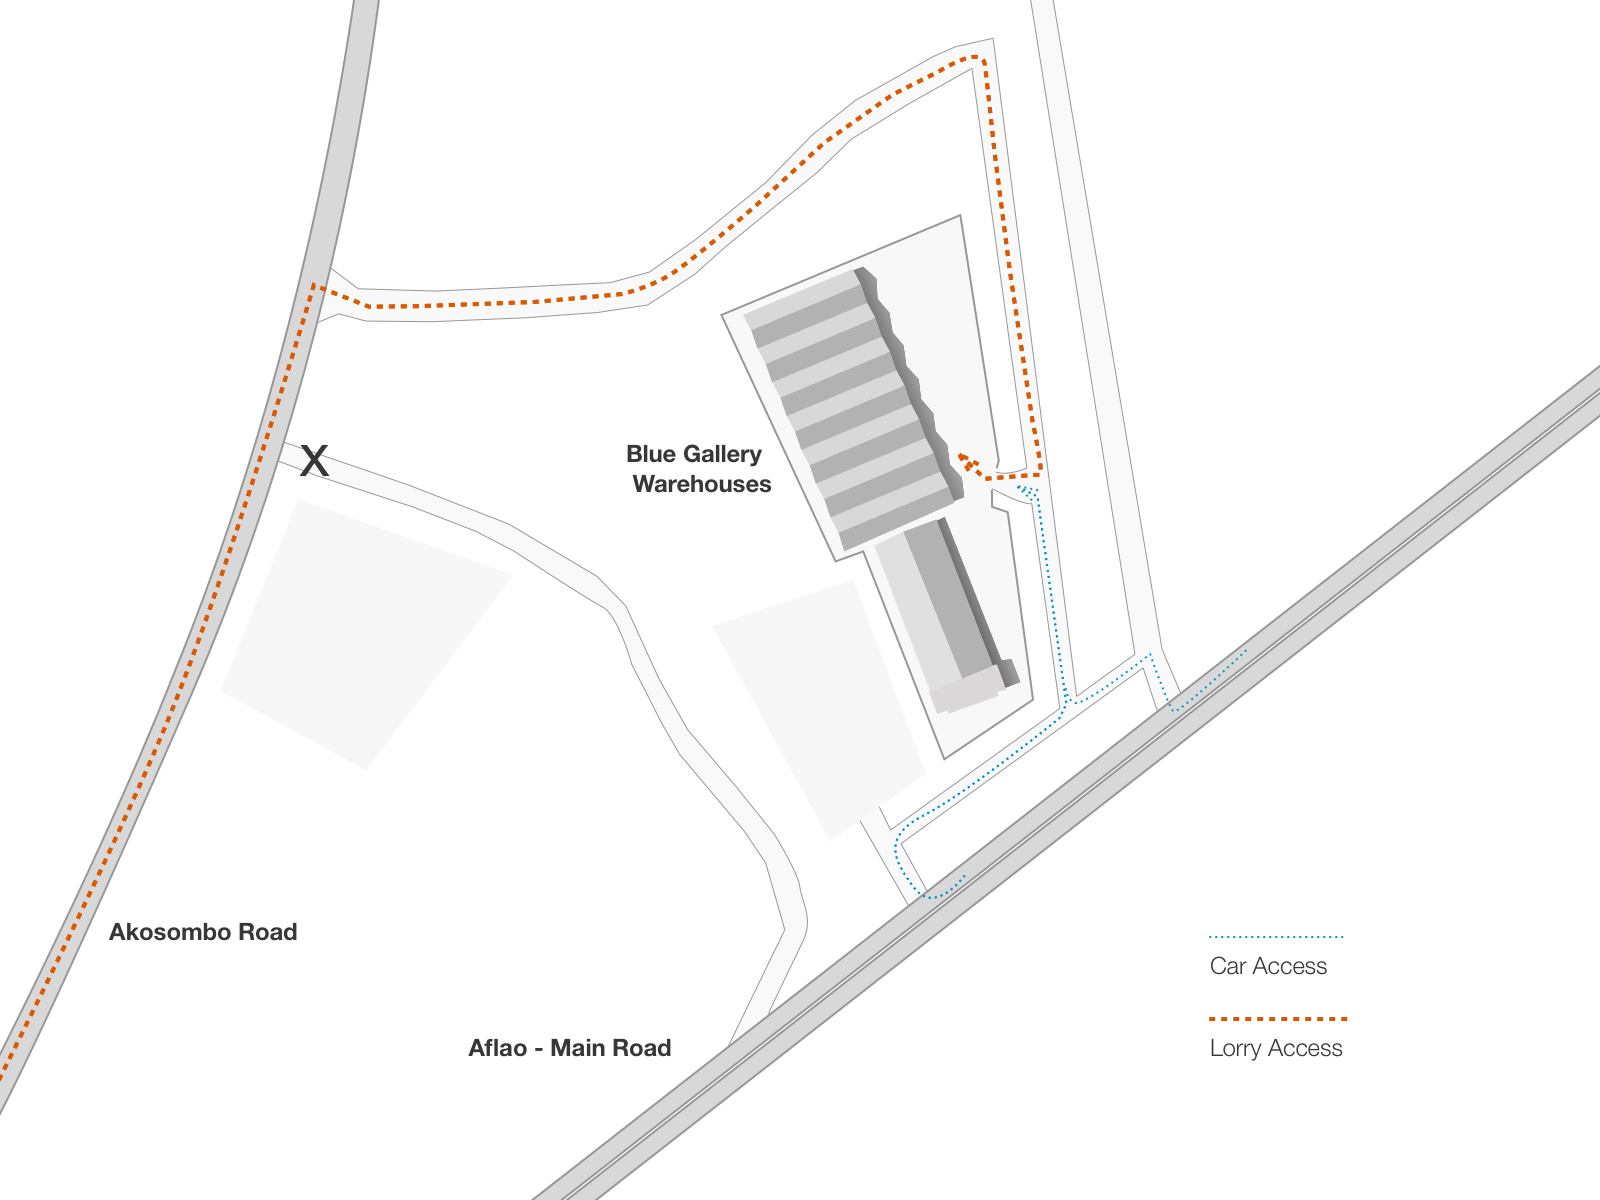 X
Blue Gallery
Warehouses
Akosombo Road
Aflao - Main Road
Car Access
Lorry Access